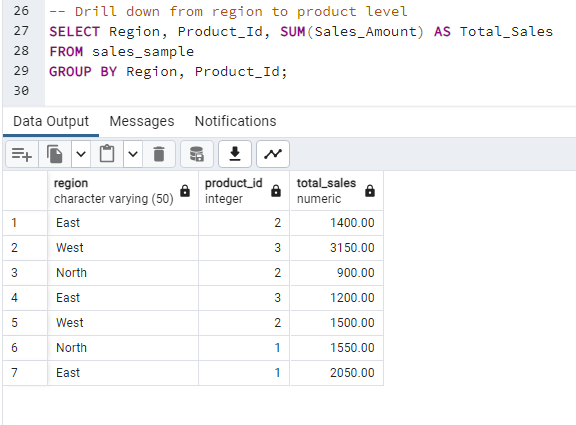 26 -- Drill down from region to product level
27 SELECT Region, Product_Id, SUM(Sales_Amount) AS Total_Sales
28 FROM sales_sample
29 GROUP BY Region, Product_Id;
30
Data Output Messages Notifications
region product_id total_sales
character varying (50) integer numeric
1 East 2 1400.00
2 West 3 3150.00
3 North 2 900.00
4 East 3 1200.00
5 West 2 1500.00
6 North 1 1550.00
7 East 1 2050.00